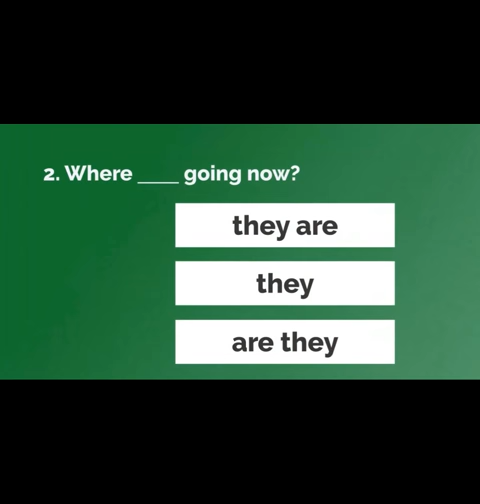 2. Where ____ going now?
they are
they
are they